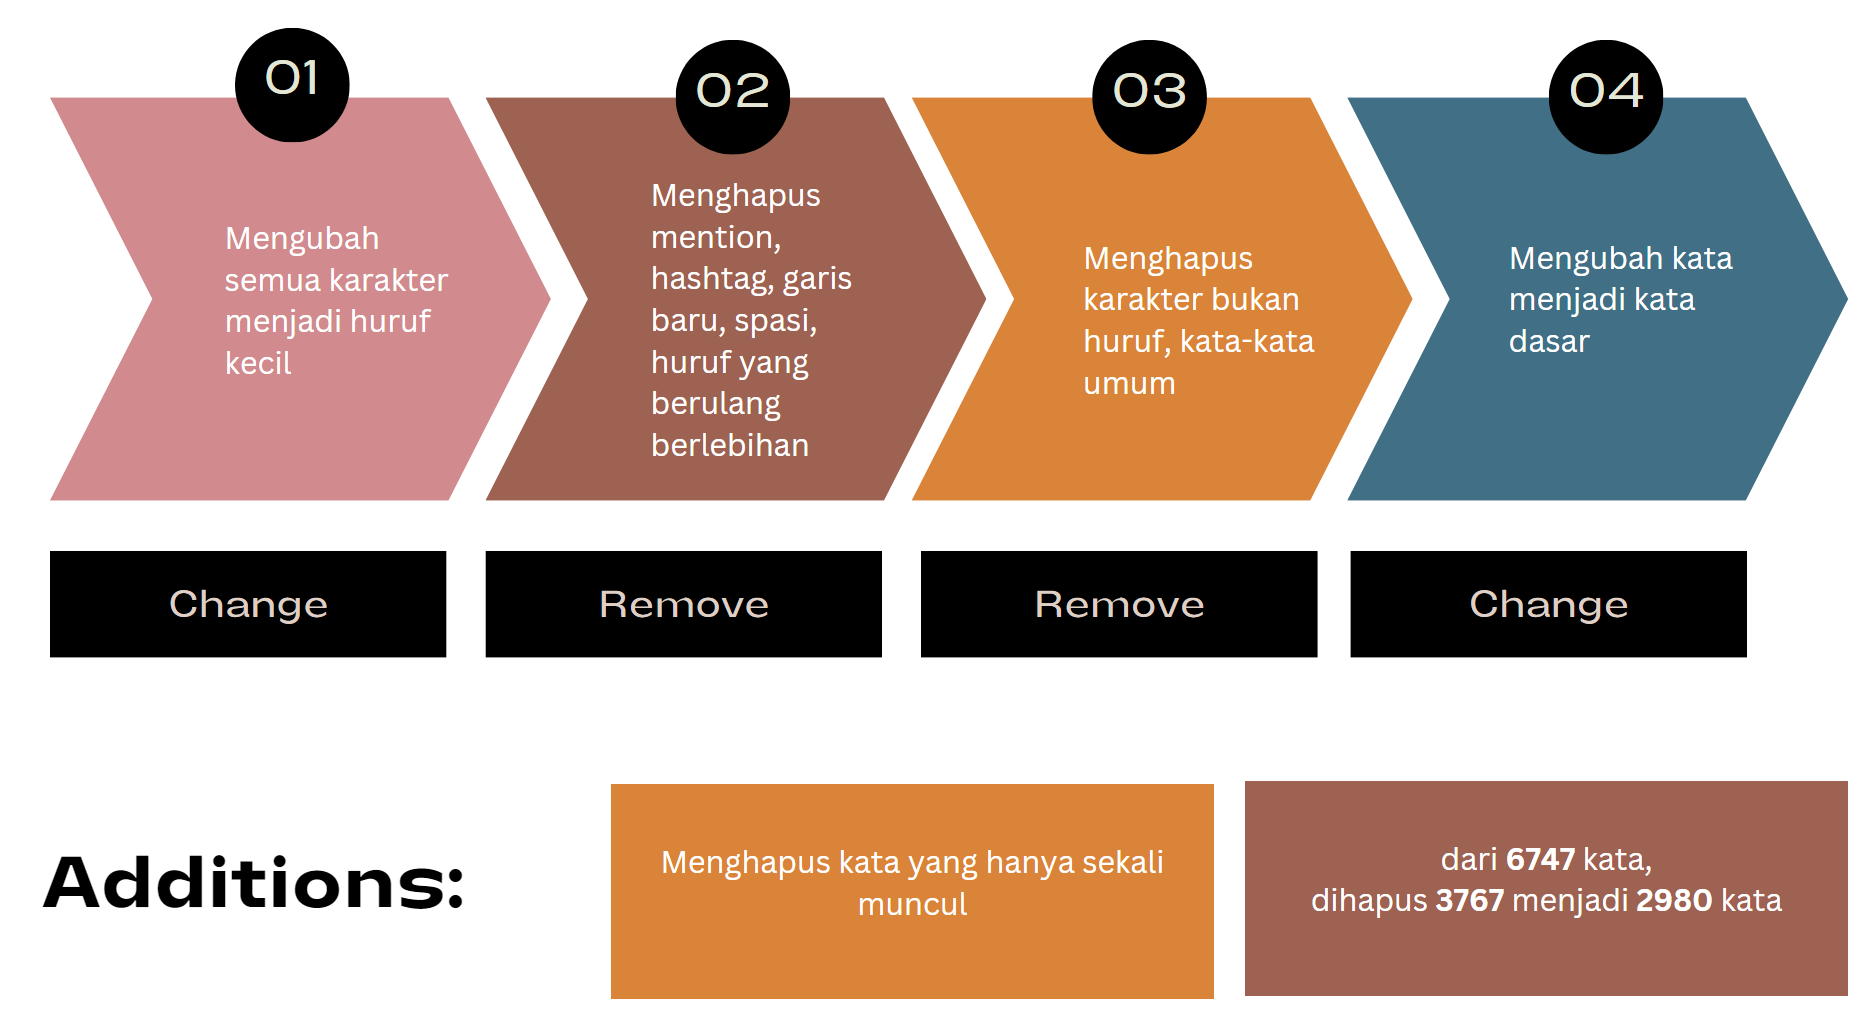 01
Mengubah
semua karakter
menjadi huruf
kecil
02
Menghapus
mention,
hashtag, garis
baru, spasi,
huruf yang
berulang
berlebihan
03
Menghapus
karakter bukan
huruf, kata-kata
umum
04
Mengubah kata
menjadi kata
dasar
Change
Remove
Remove
Change
Additions:
Menghapus kata yang hanya sekali
muncul
dari 6747 kata,
dihapus 3767 menjadi 2980 kata